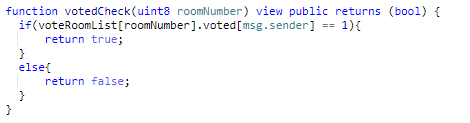 function votedCheck(uint8 roomNumber) view public returns (bool) {
  if(voteRoomList[roomNumber].voted[msg.sender] == 1){
      return true;
  }
  else{
      return false;
  }
}